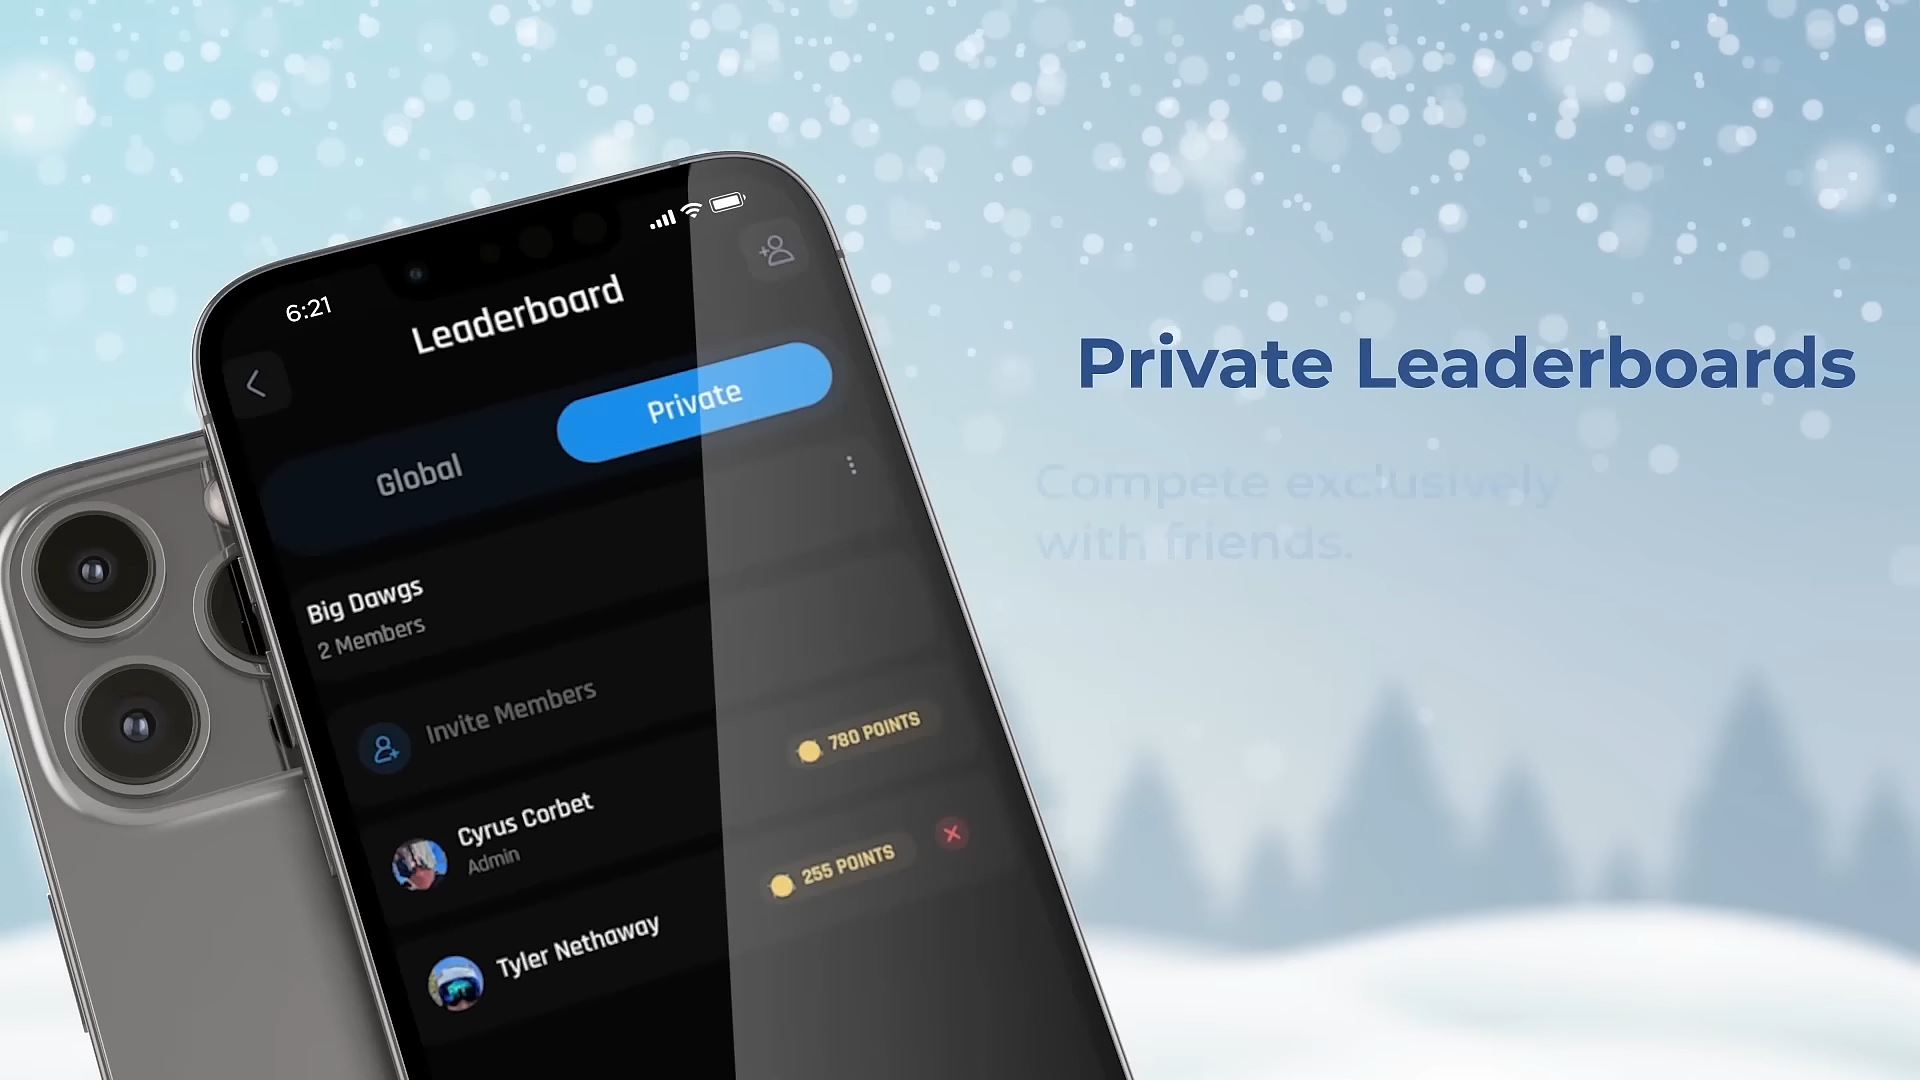 6:21
Leaderboard
Global
Private
Big Dawgs
2 Members
Invite Members
Cyrus Corbet
Admin
780 POINTS
Tyler Nethaway
255 POINTS
Private Leaderboards
Compete exclusively
with friends.